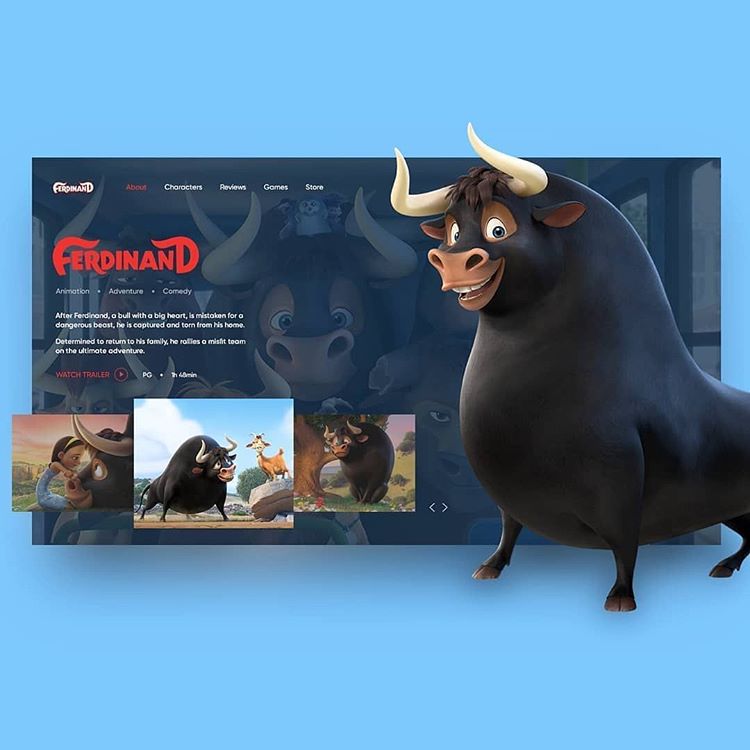 FERDINAND
About
Characters
Reviews
Games
Store
FERDINAND
Animation • Adventure • Comedy
After Ferdinand, a bull with a big heart, is mistaken for a
dangerous beast, he is captured and torn from his home.
Determined to return to his family, he rallies a misfit team
on the ultimate adventure.
WATCH TRAILER
PG • 1h 48min